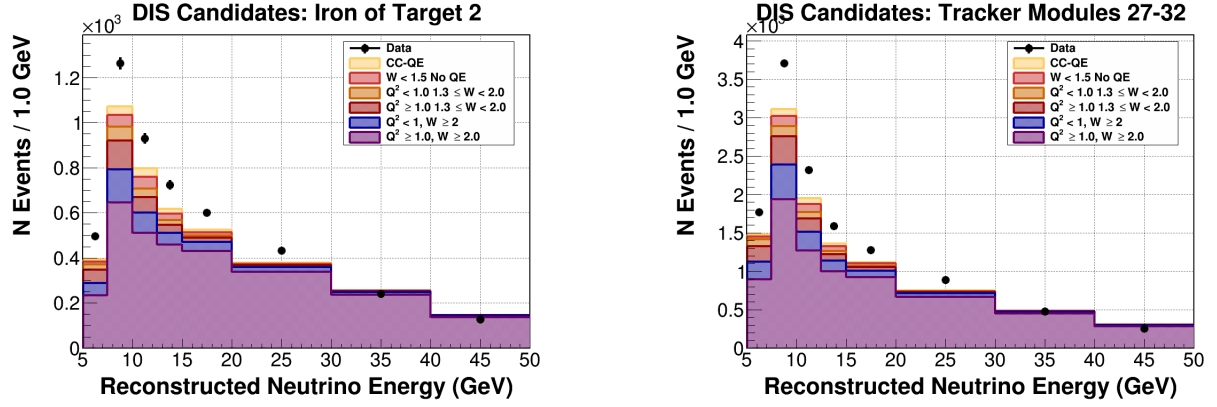 DIS Candidates: Iron of Target 2
×10³
N Events / 1.0 GeV
1.2
1
0.8
0.6
0.4
0.2
0
5 10 15 20 25 30 35 40 45 50
Reconstructed Neutrino Energy (GeV)
Data
CC-QE
W < 1.5 No QE
Q² < 1.0 1.3 ≤ W < 2.0
Q² ≥ 1.0 1.3 ≤ W < 2.0
Q² < 1, W ≥ 2
Q² ≥ 1.0, W ≥ 2.0
DIS Candidates: Tracker Modules 27-32
×10³
N Events / 1.0 GeV
4
3.5
3
2.5
2
1.5
1
0.5
0
5 10 15 20 25 30 35 40 45 50
Reconstructed Neutrino Energy (GeV)
Data
CC-QE
W < 1.5 No QE
Q² < 1.0 1.3 ≤ W < 2.0
Q² ≥ 1.0 1.3 ≤ W < 2.0
Q² < 1, W ≥ 2
Q² ≥ 1.0, W ≥ 2.0